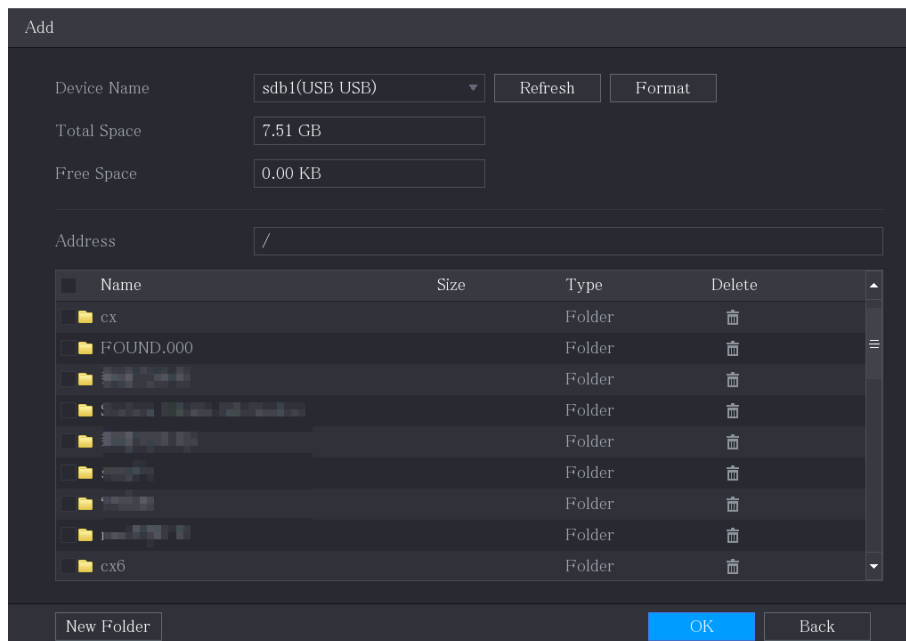 Add
Device Name sdb1(USB USB) Refresh Format
Total Space 7.51 GB
Free Space 0.00 KB
Address /
Name Size Type Delete
cx Folder
FOUND.000 Folder
Folder
Folder
Folder
Folder
Folder
Folder
cx6 Folder
New Folder OK Back